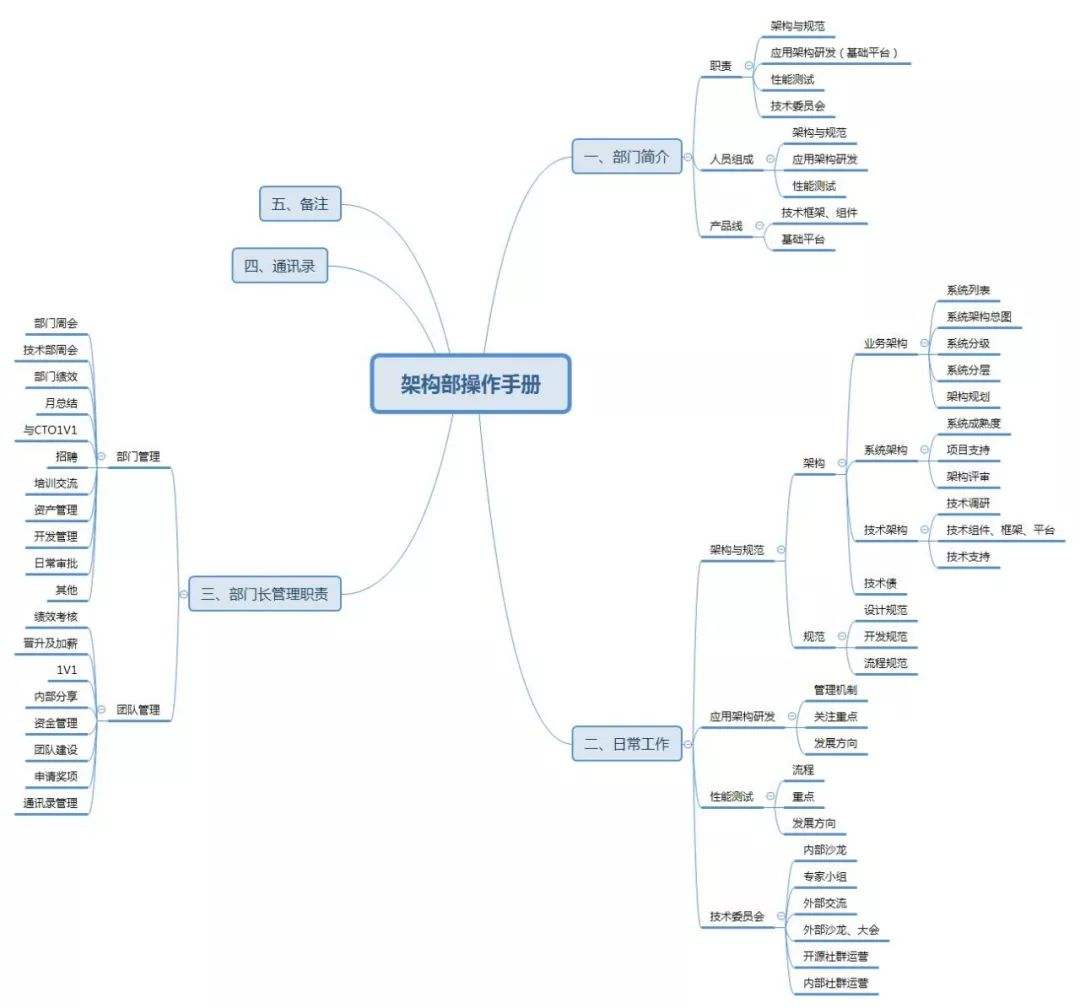 架构部操作手册
一、部门简介
职责
架构与规范
应用架构研发（基础平台）
性能测试
技术委员会
人员组成
架构与规范
应用架构研发
性能测试
产品线
技术框架、组件
基础平台
二、日常工作
架构与规范
架构
业务架构
系统列表
系统架构总图
系统分级
系统分层
架构规划
系统架构
系统成熟度
项目支持
架构评审
技术架构
技术调研
技术组件、框架、平台
技术支持
技术债
规范
设计规范
开发规范
流程规范
应用架构研发
管理机制
关注重点
发展方向
性能测试
流程
重点
发展方向
技术委员会
内部沙龙
专家小组
外部交流
外部沙龙、大会
开源社群运营
内部社群运营
三、部门长管理职责
部门管理
部门周会
技术部周会
部门绩效
月总结
与CTO1V1
招聘
培训交流
资产管理
开发管理
日常审批
其他
团队管理
绩效考核
晋升及加薪
1V1
内部分享
资金管理
团队建设
申请奖项
通讯录管理
四、通讯录
五、备注